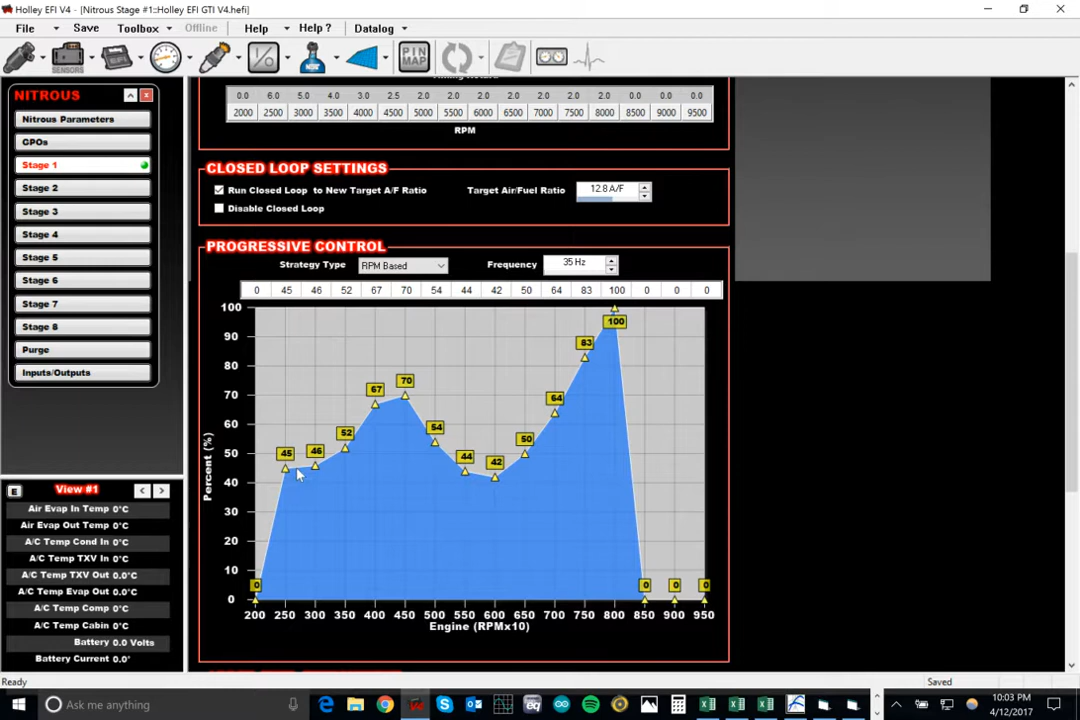 Holley EFI V4 - [Nitrous Stage #1::Holley EFI GTI V4.hefi]
File Save Toolbox Offline Help Help ? Datalog
SENSORS EFI I/O NOS PIN MAP
NITROUS
Nitrous Parameters
GPOs
Stage 1
Stage 2
Stage 3
Stage 4
Stage 5
Stage 6
Stage 7
Stage 8
Purge
Inputs/Outputs
E View #1 < >
Air Evap In Temp 0°C
Air Evap Out Temp 0°C
A/C Temp Cond In 0°C
A/C Temp TXV In 0°C
A/C Temp TXV Out 0.0°C
A/C Temp Evap Out 0.0°C
A/C Temp Comp 0°C
A/C Temp Cabin 0°C
Battery 0.0 Volts
Battery Current 0.0°
0.0 6.0 5.0 4.0 3.0 2.5 2.0 2.0 2.0 2.0 2.0 2.0 2.0 0.0 0.0 0.0
2000 2500 3000 3500 4000 4500 5000 5500 6000 6500 7000 7500 8000 8500 9000 9500
RPM
CLOSED LOOP SETTINGS
Run Closed Loop to New Target A/F Ratio Target Air/Fuel Ratio 12.8 A/F
Disable Closed Loop
PROGRESSIVE CONTROL
Strategy Type RPM Based Frequency 35 Hz
0 45 46 52 67 70 54 44 42 50 64 83 100 0 0 0
100
90
80
70
60
50
40
30
20
10
0
Percent (%)
0 45 46 52 67 70 54 44 42 50 64 83 100 0 0 0
200 250 300 350 400 450 500 550 600 650 700 750 800 850 900 950
Engine (RPMx10)
Ready Saved
Ask me anything
eq
10:03 PM
4/12/2017